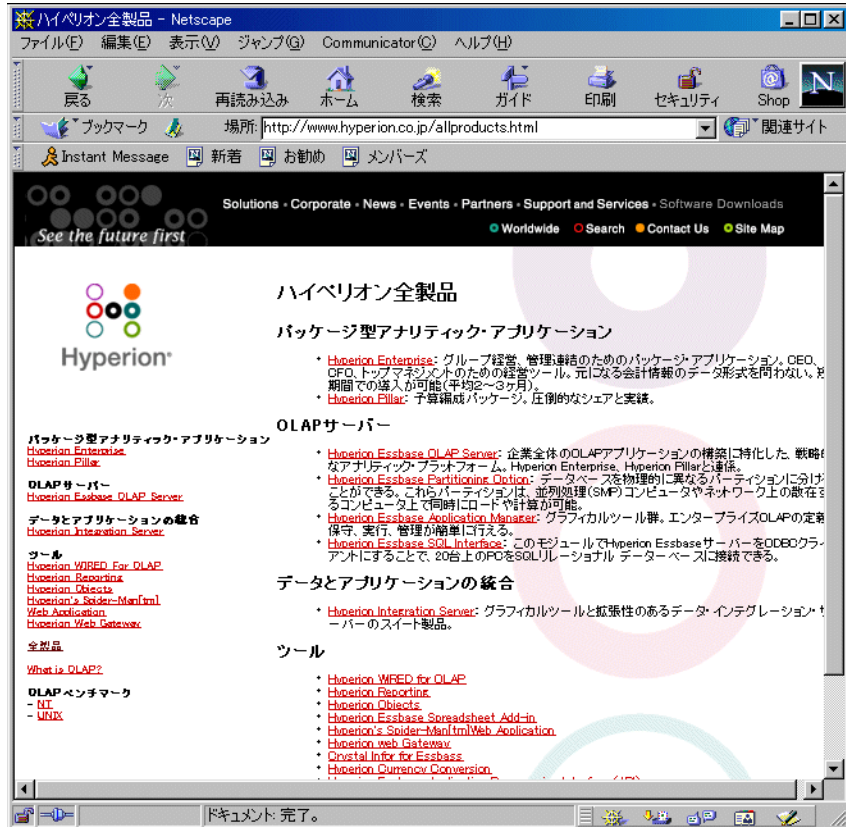 ハイペリオン全製品 - Netscape
ファイル(F) 編集(E) 表示(V) ジャンプ(G) Communicator(C) ヘルプ(H)
戻る 次 再読み込み ホーム 検索 ガイド 印刷 セキュリティ Shop N
ブックマーク 場所: http://www.hyperion.co.jp/allproducts.html 関連サイト
Instant Message 新着 お勧め メンバーズ
See the future first
Solutions Corporate News Events Partners Support and Services Software Downloads
Worldwide Search Contact Us Site Map
Hyperion
パッケージ型アナリティック・アプリケーション
Hyperion Enterprise
Hyperion Pillar
OLAPサーバー
Hyperion Essbase OLAP Server
データとアプリケーションの統合
Hyperion Integration Server
ツール
Hyperion WIRED For OLAP
Hyperion Reporting
Hyperion Objects
Hyperion's Spider-Man[tm]
Web Application
Hyperion Web Gateway
全製品
What is OLAP?
OLAPベンチマーク
- NT
- UNIX
ハイペリオン全製品
パッケージ型アナリティック・アプリケーション
Hyperion Enterprise: グループ経営、管理連結のためのパッケージ・アプリケーション。CEO、
CFO、トップマネジメントのための経営ツール。元になる会計情報のデータ形式を問わない。
期間での導入が可能(平均2～3ヶ月)。
Hyperion Pillar: 予算編成パッケージ。圧倒的なシェアと実績。
OLAPサーバー
Hyperion Essbase OLAP Server: 企業全体のOLAPアプリケーションの構築に特化した、戦略的
なアナリティック・プラットフォーム。Hyperion Enterprise、Hyperion Pillarと連係。
Hyperion Essbase Partitioning Option: データベースを物理的に異なるパーティションに分け
ことができる。これらパーティションは、並列処理(SMP)コンピュータやネットワーク上の散在す
るコンピュータ上で同時にロードや計算が可能。
Hyperion Essbase Application Manager: グラフィカルツール群。エンタープライズOLAPの定義
保守、実行、管理が簡単に行える。
Hyperion Essbase SQL Interface: このモジュールでHyperion EssbaseサーバーをODBCクライ
アントにすることで、20台上のPCをSQLリレーショナル データーベースに接続できる。
データとアプリケーションの統合
Hyperion Integration Server: グラフィカルツールと拡張性のあるデータ・インテグレーション・サ
ーバーのスイート製品。
ツール
Hyperion WIRED for OLAP
Hyperion Reporting
Hyperion Objects
Hyperion Essbase Spreadsheet Add-in
Hyperion's Spider-Man[tm]Web Application
Hyperion web Gateway
Crystal Infor for Essbass
Hyperion Currency Conversion
ドキュメント: 完了。